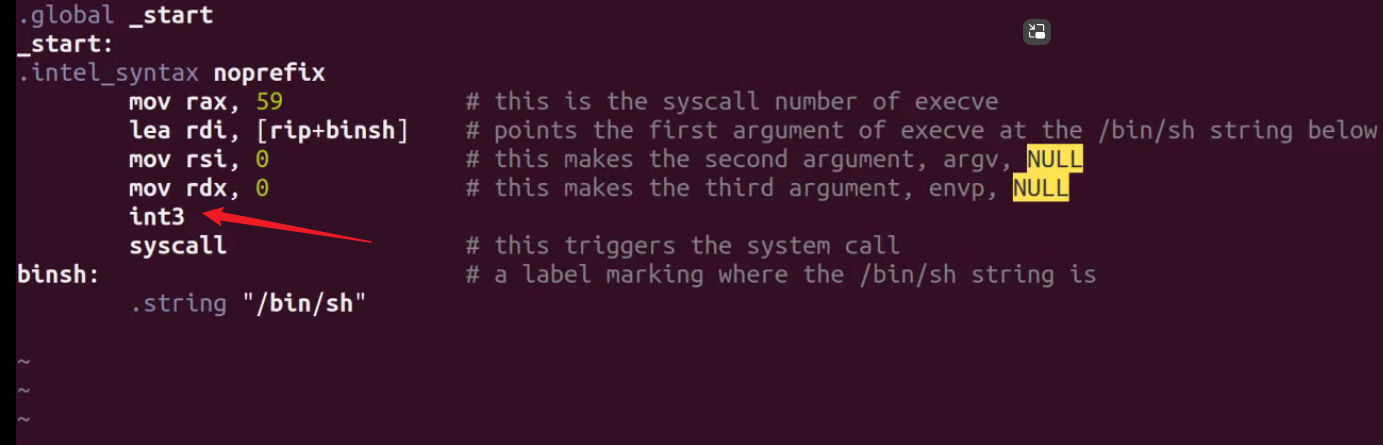 .global _start
_start:
.intel_syntax noprefix
        mov rax, 59             # this is the syscall number of execve
        lea rdi, [rip+binsh]    # points the first argument of execve at the /bin/sh string below
        mov rsi, 0              # this makes the second argument, argv, NULL
        mov rdx, 0              # this makes the third argument, envp, NULL
        int3
        syscall                 # this triggers the system call
binsh:                          # a label marking where the /bin/sh string is
        .string "/bin/sh"
~
~
~